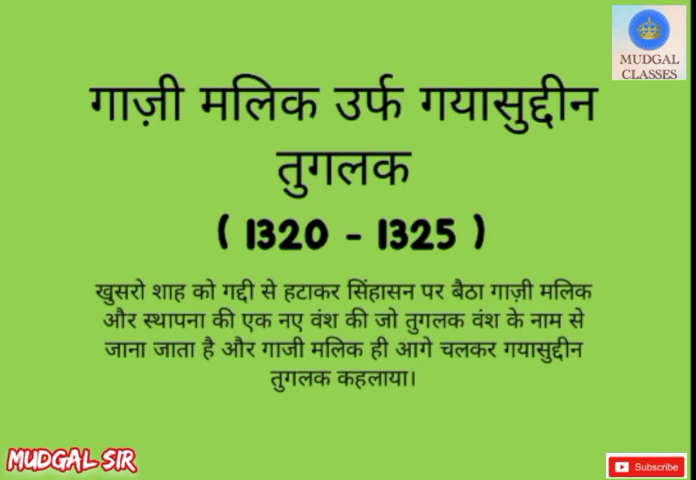 MUDGAL
CLASSES
गाज़ी मलिक उर्फ गयासुद्दीन
तुगलक
( 1320 - 1325 )
खुसरो शाह को गद्दी से हटाकर सिंहासन पर बैठा गाज़ी मलिक
और स्थापना की एक नए वंश की जो तुगलक वंश के नाम से
जाना जाता है और गाजी मलिक ही आगे चलकर गयासुद्दीन
तुगलक कहलाया।
MUDGAL SIR
Subscribe